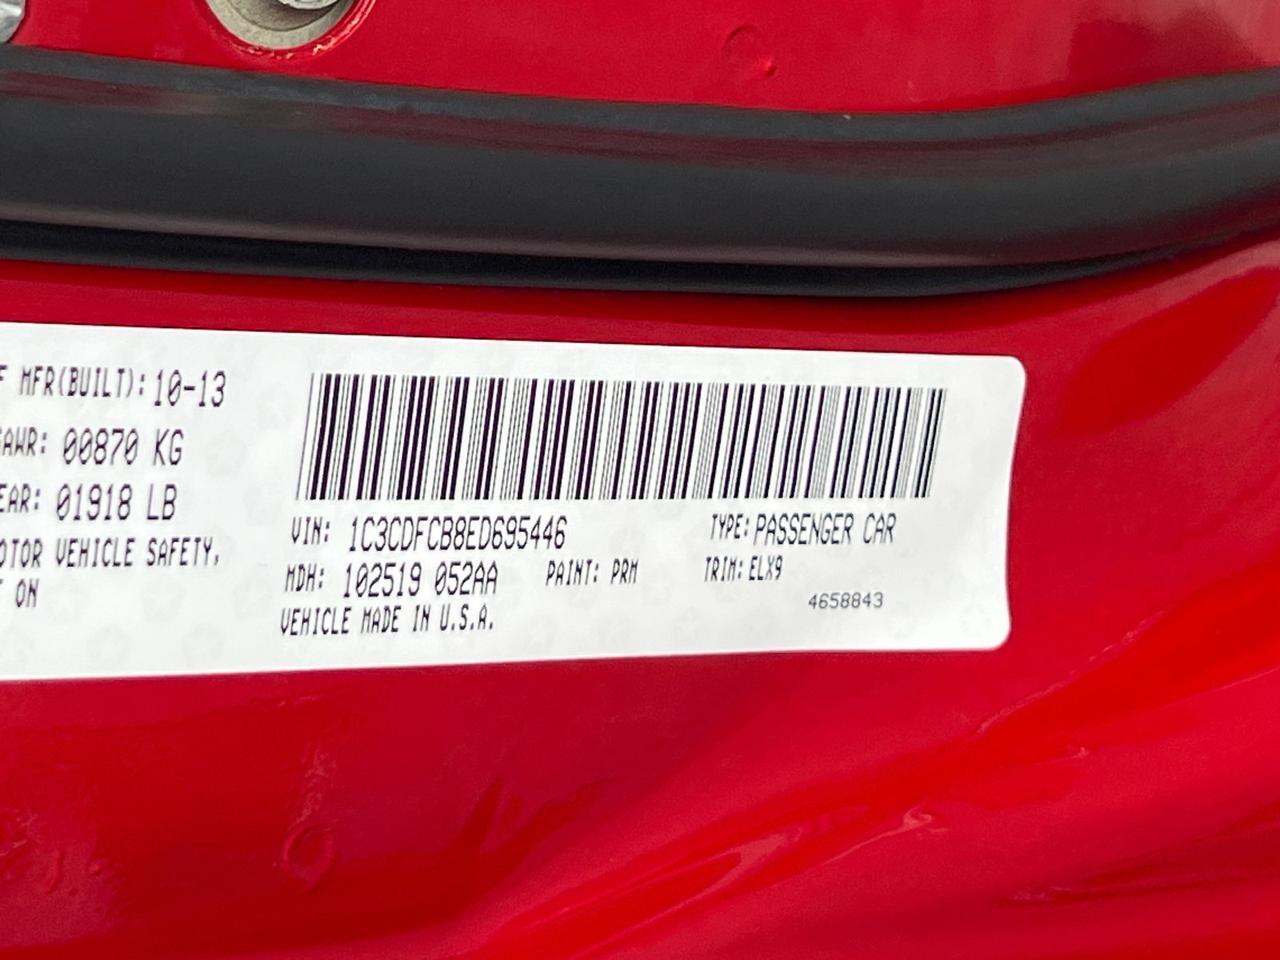 F MFR(BUILT): 10-13
GAWR: 00870 KG
EAR: 01918 LB
OTOR VEHICLE SAFETY,
T ON
VIN: 1C3CDFCB8ED695446 TYPE: PASSENGER CAR
MDH: 102519 052AA PAINT: PRM TRIM: ELX9
VEHICLE MADE IN U.S.A. 4658843